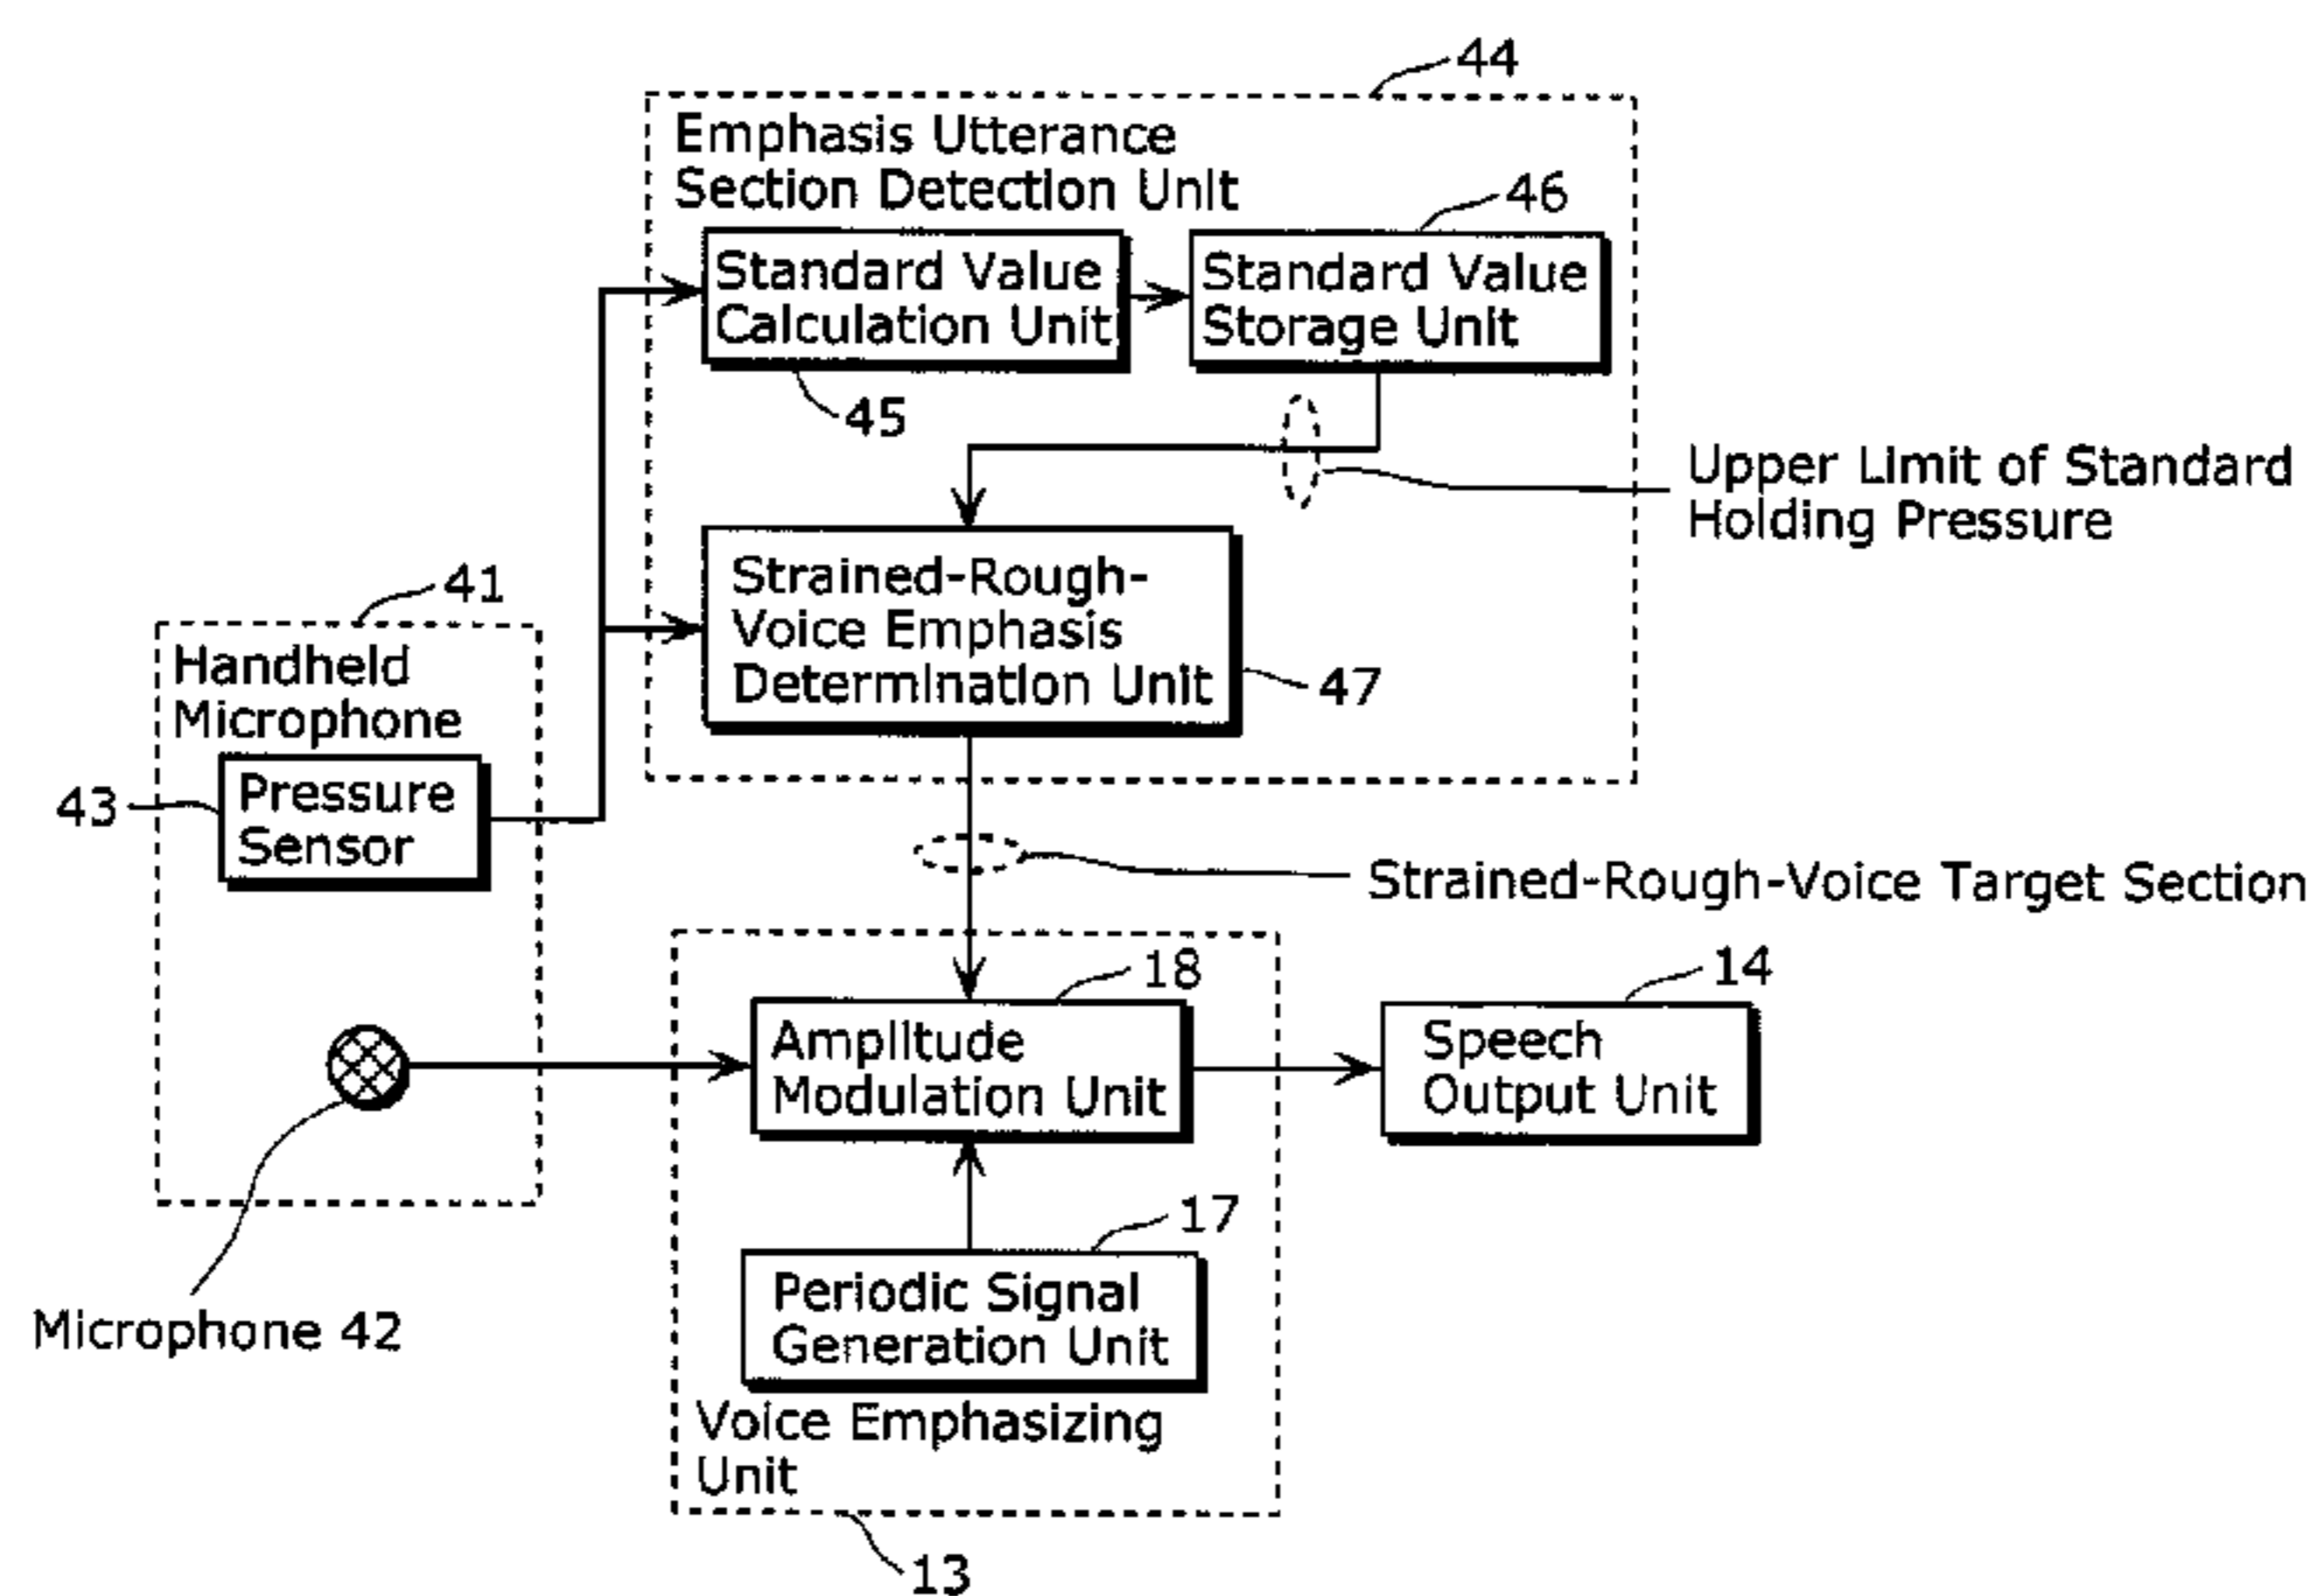 44
Emphasis Utterance
Section Detection Unit
46
Standard Value
Calculation Unit
Standard Value
Storage Unit
45
Upper Limit of Standard
Holding Pressure
41
Strained-Rough-
Voice Emphasis
Determination Unit
47
Handheld
Microphone
43
Pressure
Sensor
Strained-Rough-Voice Target Section
18
14
Amplitude
Modulation Unit
Speech
Output Unit
17
Periodic Signal
Generation Unit
Microphone 42
Voice Emphasizing
Unit
13